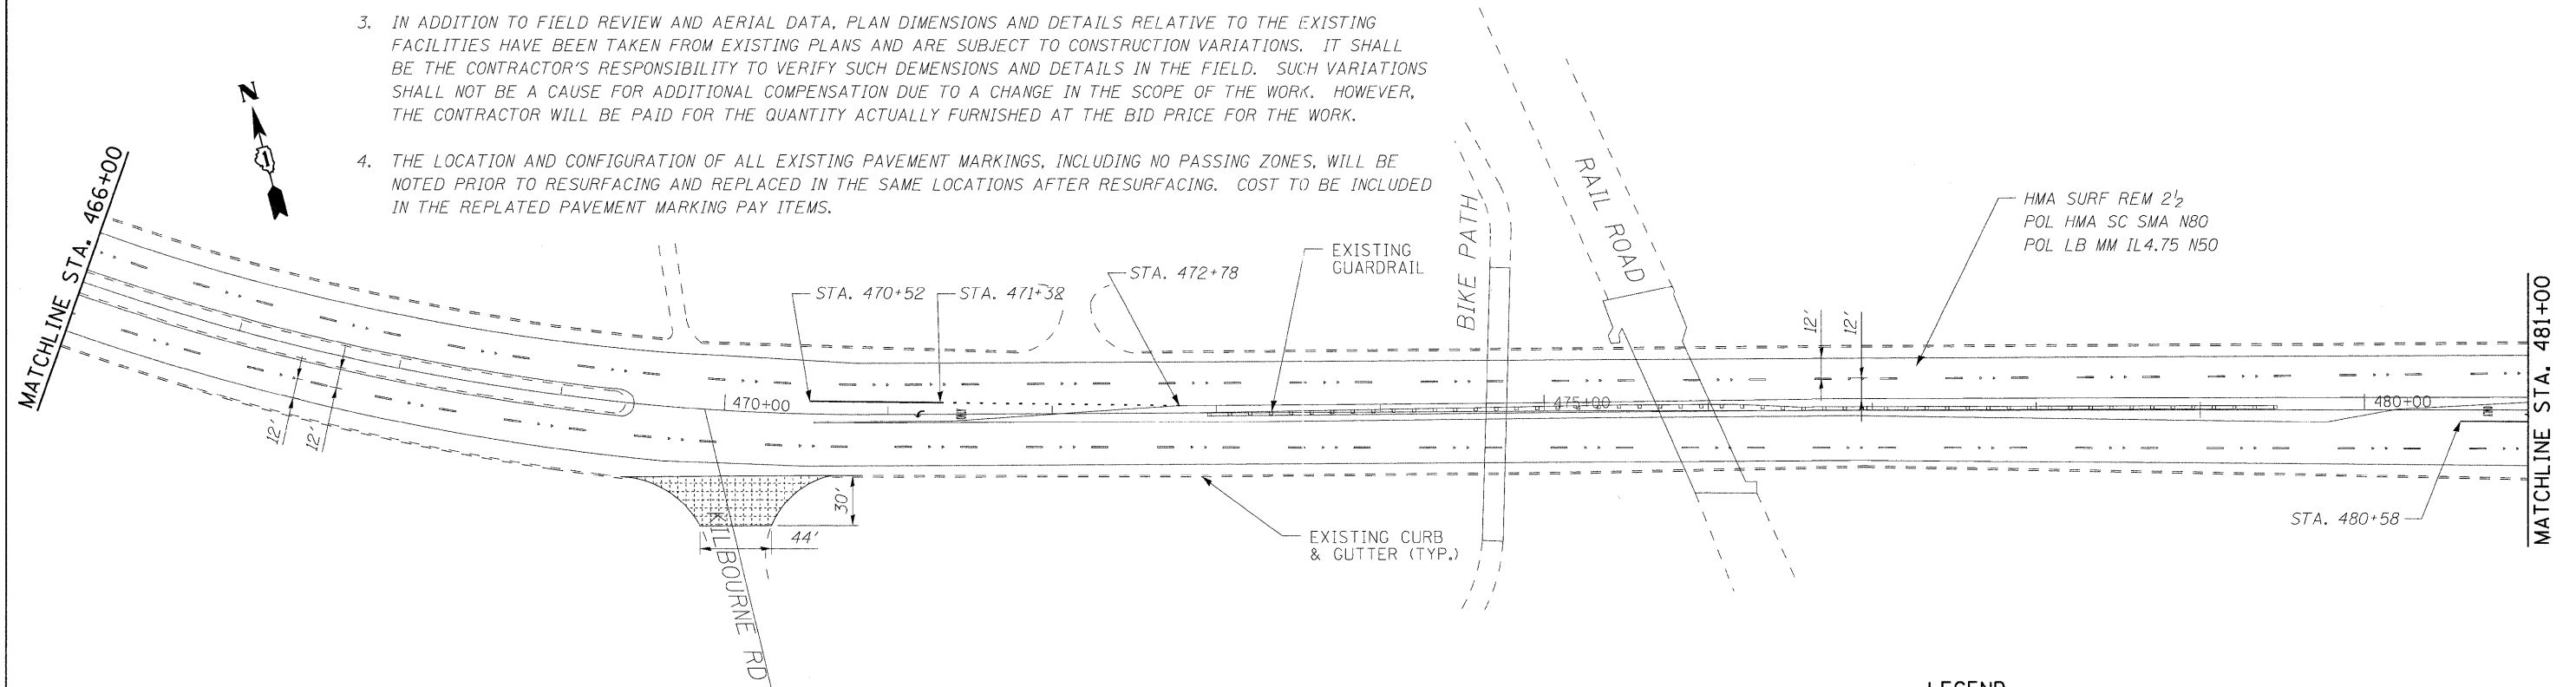 3. IN ADDITION TO FIELD REVIEW AND AERIAL DATA, PLAN DIMENSIONS AND DETAILS RELATIVE TO THE EXISTING
FACILITIES HAVE BEEN TAKEN FROM EXISTING PLANS AND ARE SUBJECT TO CONSTRUCTION VARIATIONS. IT SHALL
BE THE CONTRACTOR'S RESPONSIBILITY TO VERIFY SUCH DEMENSIONS AND DETAILS IN THE FIELD. SUCH VARIATIONS
SHALL NOT BE A CAUSE FOR ADDITIONAL COMPENSATION DUE TO A CHANGE IN THE SCOPE OF THE WORK. HOWEVER,
THE CONTRACTOR WILL BE PAID FOR THE QUANTITY ACTUALLY FURNISHED AT THE BID PRICE FOR THE WORK.
4. THE LOCATION AND CONFIGURATION OF ALL EXISTING PAVEMENT MARKINGS, INCLUDING NO PASSING ZONES, WILL BE
NOTED PRIOR TO RESURFACING AND REPLACED IN THE SAME LOCATIONS AFTER RESURFACING. COST TO BE INCLUDED
IN THE REPLATED PAVEMENT MARKING PAY ITEMS.
N
MATCHLINE STA. 466+00
12'
12'
STA. 470+52
STA. 471+38
STA. 472+78
EXISTING
GUARDRAIL
BIKE PATH
RAIL ROAD
HMA SURF REM 2½
POL HMA SC SMA N80
POL LB MM IL4.75 N50
12'
12'
470+00
475+00
480+00
MATCHLINE STA. 481+00
30'
44'
KILBOURNE RD
EXISTING CURB
& GUTTER (TYP.)
STA. 480+58
LEGEND